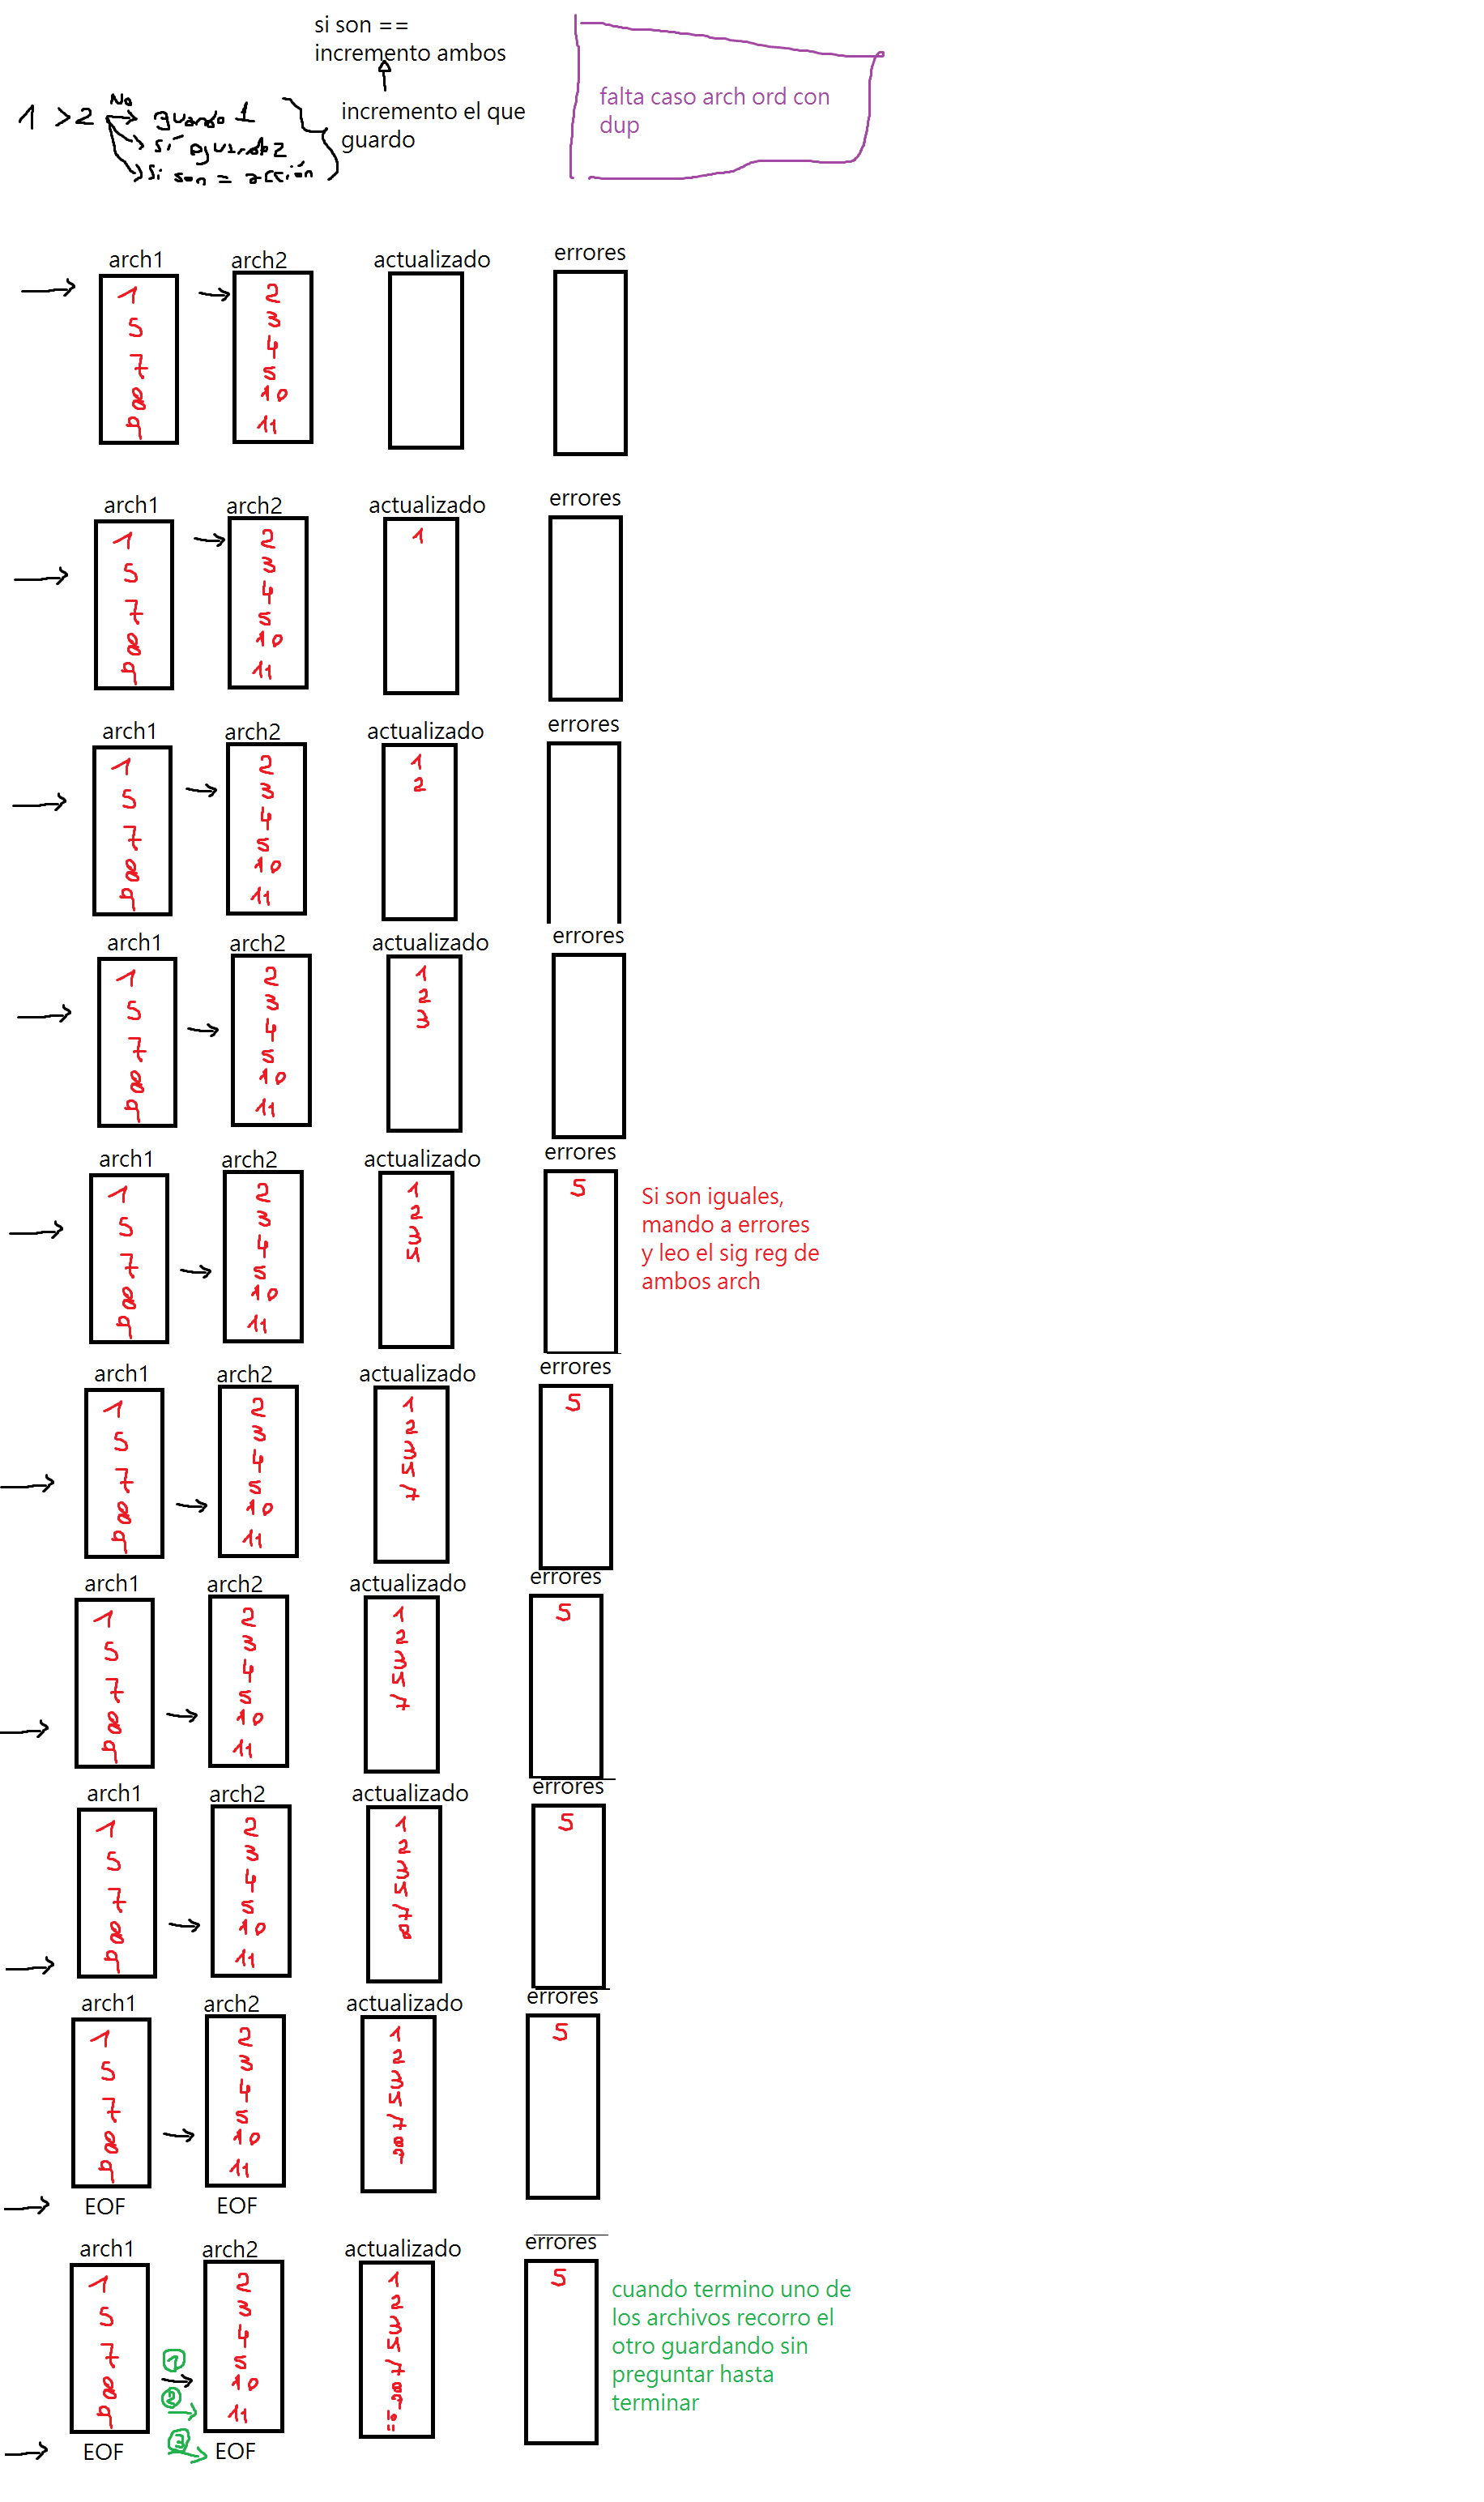 si son ==
incremento ambos
falta caso arch ord con
dup
1 > 2 No guardo 1
si guardo 2
si son = acción
incremento el que
guardo
arch1 arch2 actualizado errores
1 2
5 3
7 4
8 5
9 10
11
arch1 arch2 actualizado errores
1 2 1
5 3
7 4
8 5
9 10
11
arch1 arch2 actualizado errores
1 2 1
5 3 2
7 4
8 5
9 10
11
arch1 arch2 actualizado errores
1 2 1
5 3 2
7 4 3
8 5
9 10
11
arch1 arch2 actualizado errores
1 2 1 5
5 3 2
7 4 3
8 5 4
9 10
11
Si son iguales,
mando a errores
y leo el sig reg de
ambos arch
arch1 arch2 actualizado errores
1 2 1 5
5 3 2
7 4 3
8 5 4
9 10 7
11
arch1 arch2 actualizado errores
1 2 1 5
5 3 2
7 4 3
8 5 4
9 10 7
11
arch1 arch2 actualizado errores
1 2 1 5
5 3 2
7 4 3
8 5 4
9 10 7
11 8
arch1 arch2 actualizado errores
1 2 1 5
5 3 2
7 4 3
8 5 4
9 10 7
11 8
9
EOF EOF
arch1 arch2 actualizado errores
1 2 1 5
5 3 2
7 4 3
8 5 4
9 10 7
11 8
9
10
11
1
2
3
EOF EOF
cuando termino uno de
los archivos recorro el
otro guardando sin
preguntar hasta
terminar